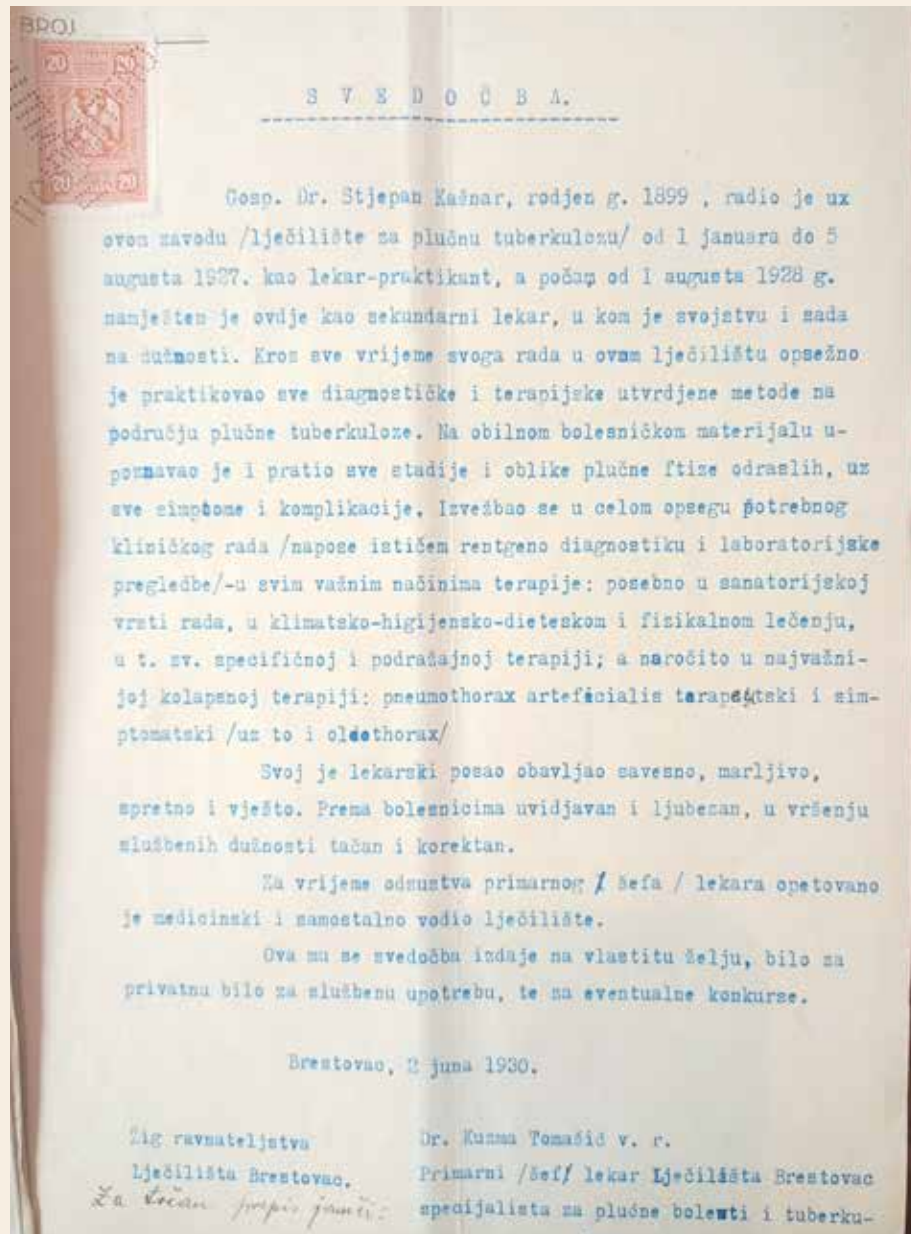 BROJ
20 20
20 20
SVEDOČBA.
Gosp. Dr. Stjepan Kašnar, rodjen g. 1899 , radio je ux
ovom zavodu /lječilište za plučnu tuberkulozu/ od 1 januara do 5
augusta 1927. kao lekar-praktikant, a počam od 1 augusta 1928 g.
namješten je ovdje kao sekundarni lekar, u kom je svojstvu i sada
na dužnosti. Kroz sve vrijeme svoga rada u ovom lječilištu opsežno
je praktikovao sve diagnostičke i terapijske utvrdjene metode na
području plučne tuberkuloze. Na obilnom bolesničkom materijalu u-
poznavao je i pratio sve stadije i oblike plučne ftize odraslih, uz
sve simptome i komplikacije. Izvežbao se u celom opsegu potrebnog
kliničkog rada /napose ističem rentgeno diagnostiku i laboratorijske
pregledbe/-u svim važnim načinima terapije: posebno u sanatorijskoj
vrsti rada, u klimatsko-higijensko-dieteskom i fizikalnom lečenju,
u t. zv. specifičnoj i podražajnoj terapiji; a naročito u najvažni-
joj kolapsnoj terapiji: pneumothorax arteficialis terapeutski i sim-
ptomatski /uz to i oleothorax/
Svoj je lekarski posao obavljao savesno, marljivo,
spretno i vješto. Prema bolesnicima uvidjavan i ljubezan, u vršenju
službenih dužnosti tačan i korektan.
Za vrijeme odsustva primarnog / šefa / lekara opetovano
je medicinski i samostalno vodio lječilište.
Ova mu se svedočba izdaje na vlastitu želju, bilo za
privatnu bilo za službenu upotrebu, te za eventualne konkurse.
Brestovac, 2 juna 1930.
Žig ravnateljstva Dr. Kuzma Tomašić v. r.
Lječilišta Brestovac. Primarni /šef/ lekar Lječilišta Brestovac
Za točan prepis jamči: specijalista za plučne bolesti i tuberku-